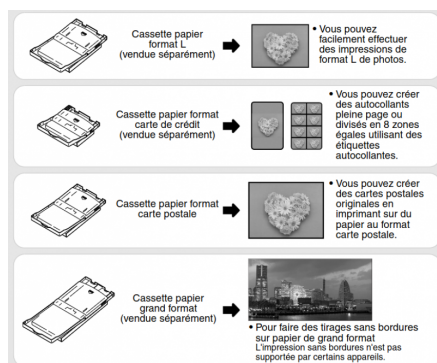 Cassette papier
format L
(vendue séparément)
• Vous pouvez
facilement effectuer
des impressions de
format L de photos.
Cassette papier format
carte de crédit
(vendue séparément)
• Vous pouvez créer
des autocollants
pleine page ou
divisés en 8 zones
égales utilisant des
étiquettes
autocollantes.
Cassette papier format
carte postale
• Vous pouvez créer
des cartes postales
originales en
imprimant sur du
papier au format
carte postale.
Cassette papier
grand format
(vendue séparément)
• Pour faire des tirages sans bordures
sur papier de grand format
L'impression sans bordures n'est pas
supportée par certains appareils.